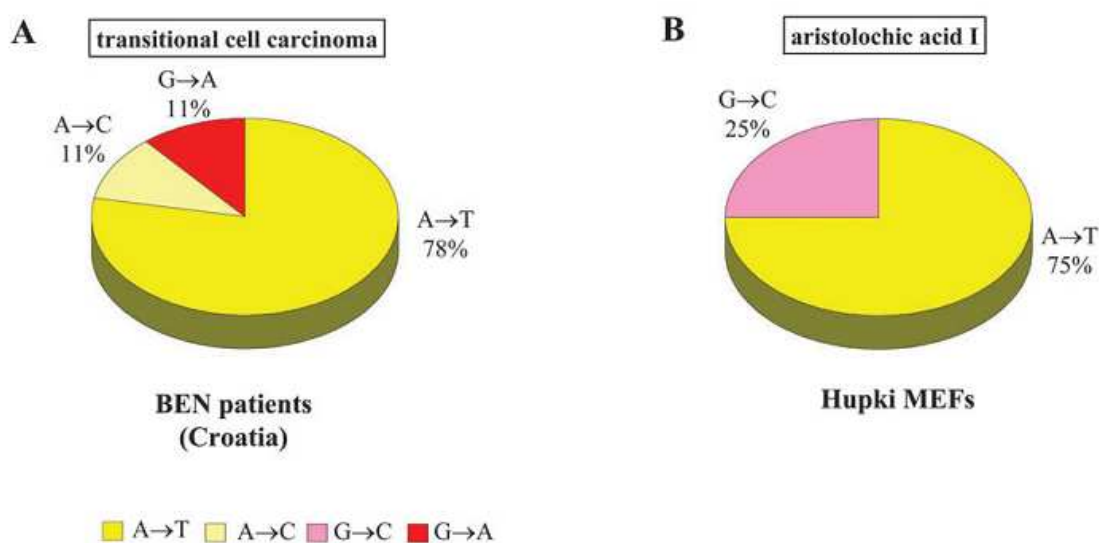 A
transitional cell carcinoma
G→A
11%
A→C
11%
A→T
78%
BEN patients
(Croatia)
B
aristolochic acid I
G→C
25%
A→T
75%
Hupki MEFs
A→T A→C G→C G→A